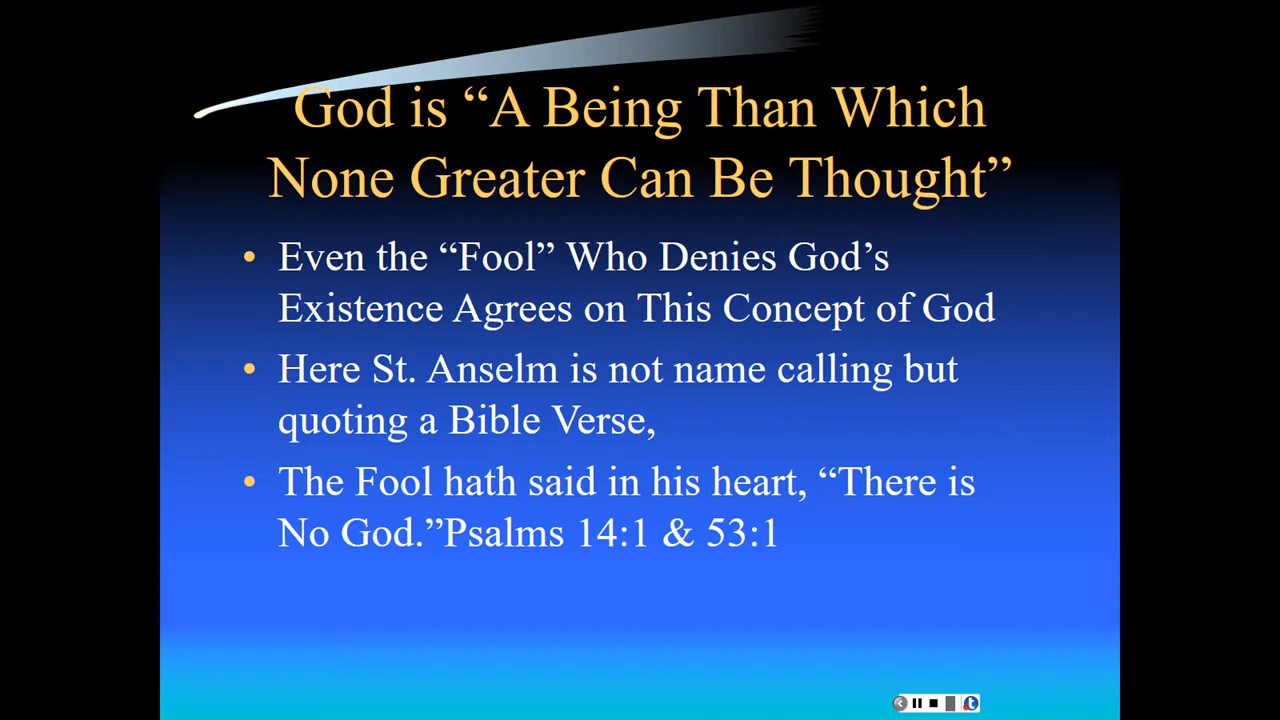 God is “A Being Than Which
None Greater Can Be Thought”
• Even the “Fool” Who Denies God’s
Existence Agrees on This Concept of God
• Here St. Anselm is not name calling but
quoting a Bible Verse,
• The Fool hath said in his heart, “There is
No God.”Psalms 14:1 & 53:1